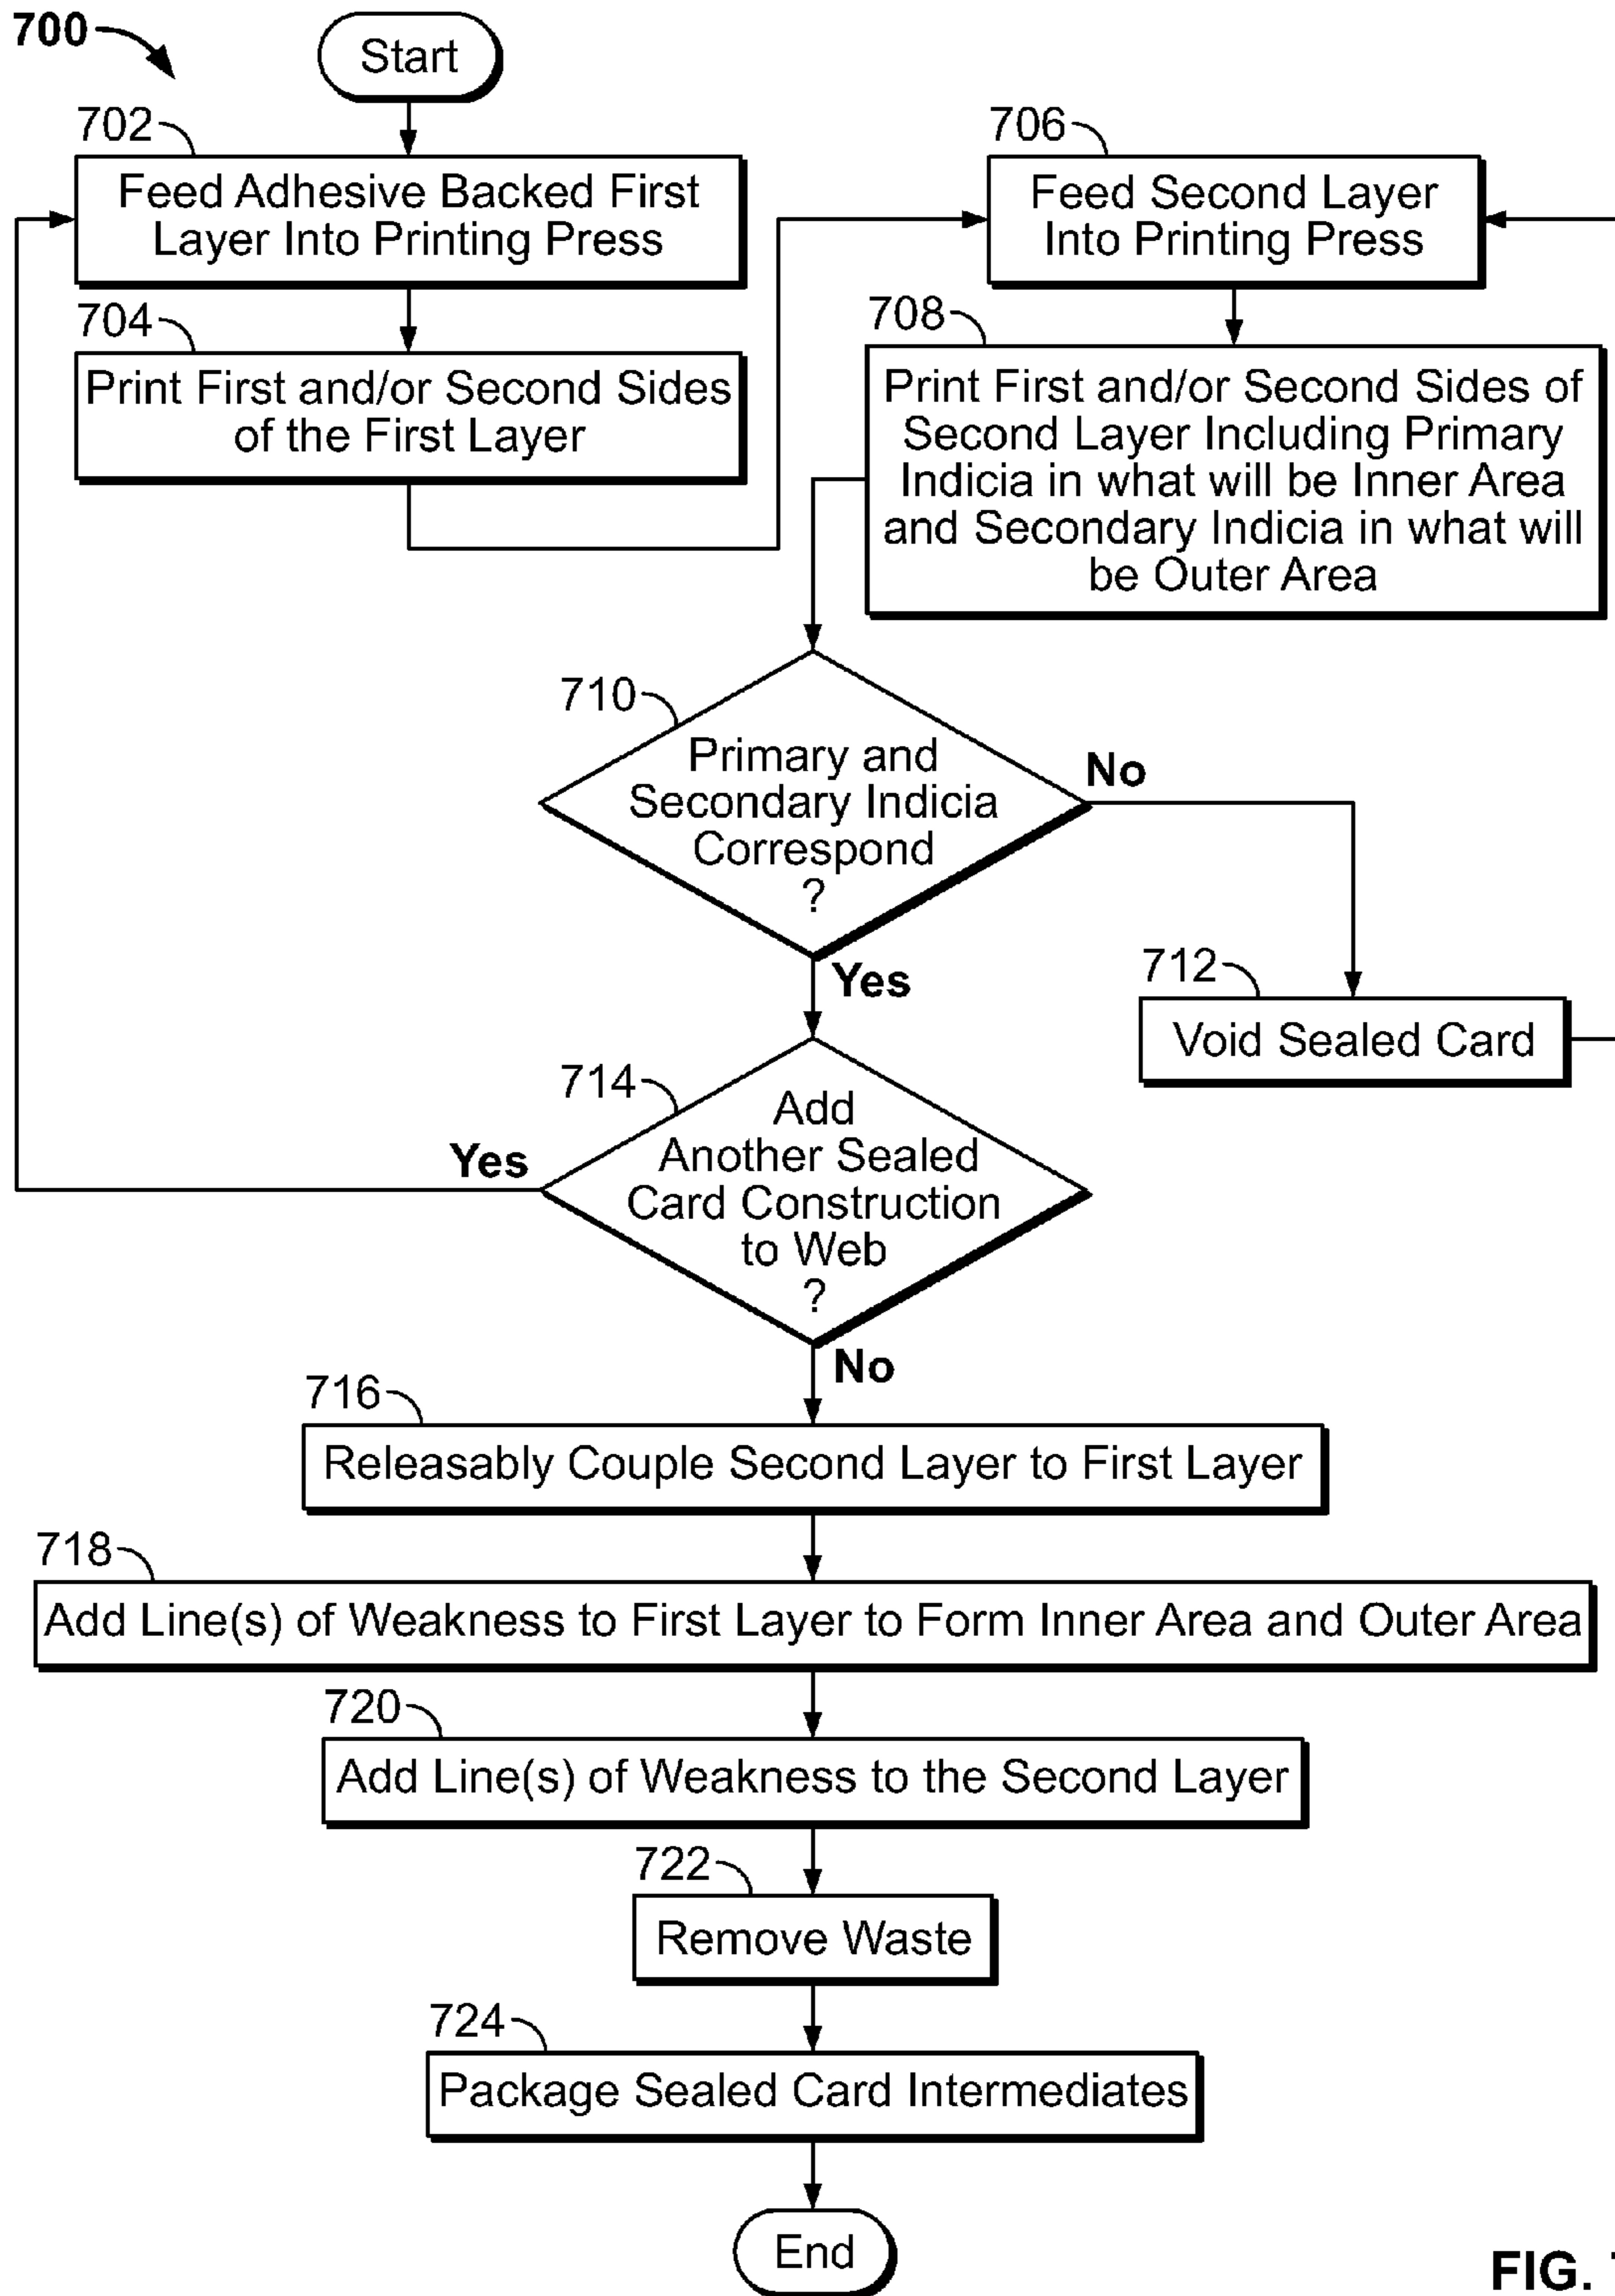 700
Start
702
Feed Adhesive Backed First
Layer Into Printing Press
704
Print First and/or Second Sides
of the First Layer
706
Feed Second Layer
Into Printing Press
708
Print First and/or Second Sides of
Second Layer Including Primary
Indicia in what will be Inner Area
and Secondary Indicia in what will
be Outer Area
710
Primary and
Secondary Indicia
Correspond
?
No
Yes
712
Void Sealed Card
714
Add
Another Sealed
Card Construction
to Web
?
Yes
No
716
Releasably Couple Second Layer to First Layer
718
Add Line(s) of Weakness to First Layer to Form Inner Area and Outer Area
720
Add Line(s) of Weakness to the Second Layer
722
Remove Waste
724
Package Sealed Card Intermediates
End
FIG.